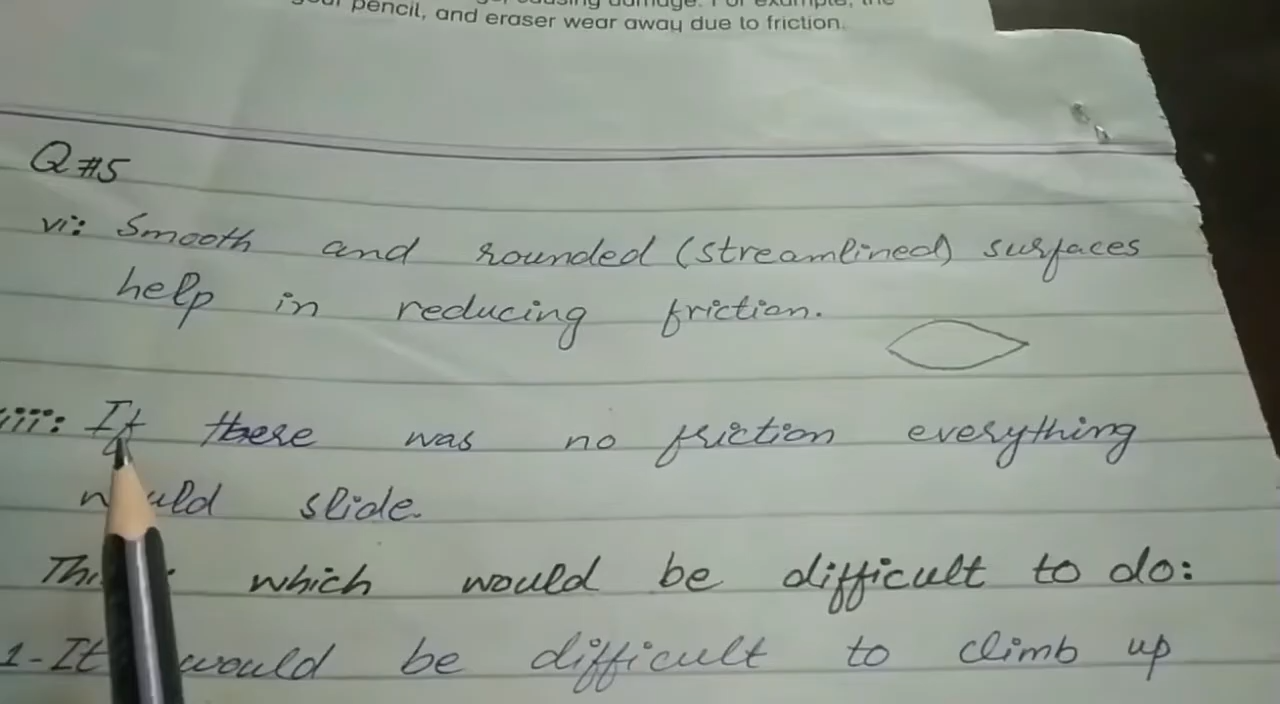 pencil, and eraser wear away due to friction.
Q#5
vi: Smooth and rounded (streamlined) surfaces
help in reducing friction.
iii: If there was no friction everything
would slide.
which would be difficult to do:
1-It would be difficult to climb up